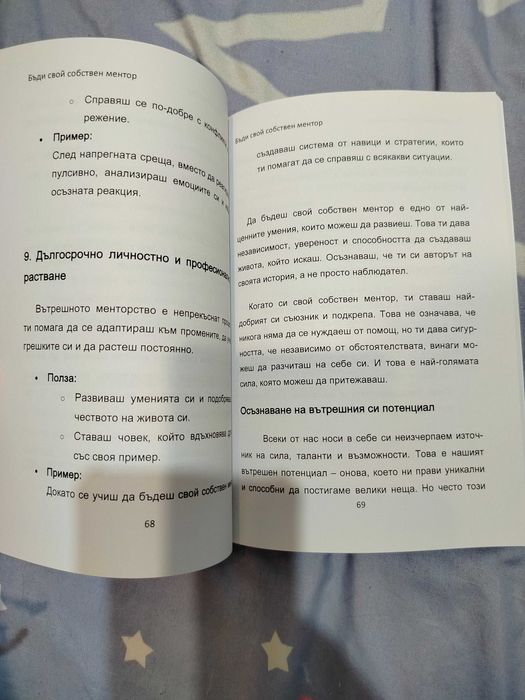 Бъди свой собствен ментор
○ Справяш се по-добре с
режение.
• Пример:
След напрегната среща, вместо да
пулсивно, анализираш емоциите си и
осъзната реакция.
9. Дългосрочно личностно и
растване
Вътрешното менторство е непрекъснат
ти помага да се адаптираш към промените, да
грешките си и да растеш постоянно.
• Полза:
○ Развиваш уменията си и
чеството на живота си.
○ Ставаш човек, който вдъхновява
със своя пример.
• Пример:
Докато се учиш да бъдеш свой собствен
68
Бъди свой собствен ментор
създаваш система от навици и стратегии, които
ти помагат да се справяш с всякакви ситуации.
Да бъдеш свой собствен ментор е едно от най-
ценните умения, които можеш да развиеш. Това ти дава
независимост, увереност и способността да създаваш
живота, който искаш. Осъзнаваш, че ти си авторът на
своята история, а не просто наблюдател.
Когато си свой собствен ментор, ти ставаш най-
добрият си съюзник и подкрепа. Това не означава, че
никога няма да се нуждаеш от помощ, но ти дава сигур-
ността, че независимо от обстоятелствата, винаги мо-
жеш да разчиташ на себе си. И това е най-голямата
сила, която можеш да притежаваш.
Осъзнаване на вътрешния си потенциал
Всеки от нас носи в себе си неизчерпаем източ-
ник на сила, таланти и възможности. Това е нашият
вътрешен потенциал – онова, което ни прави уникални
и способни да постигаме велики неща. Но често този
69